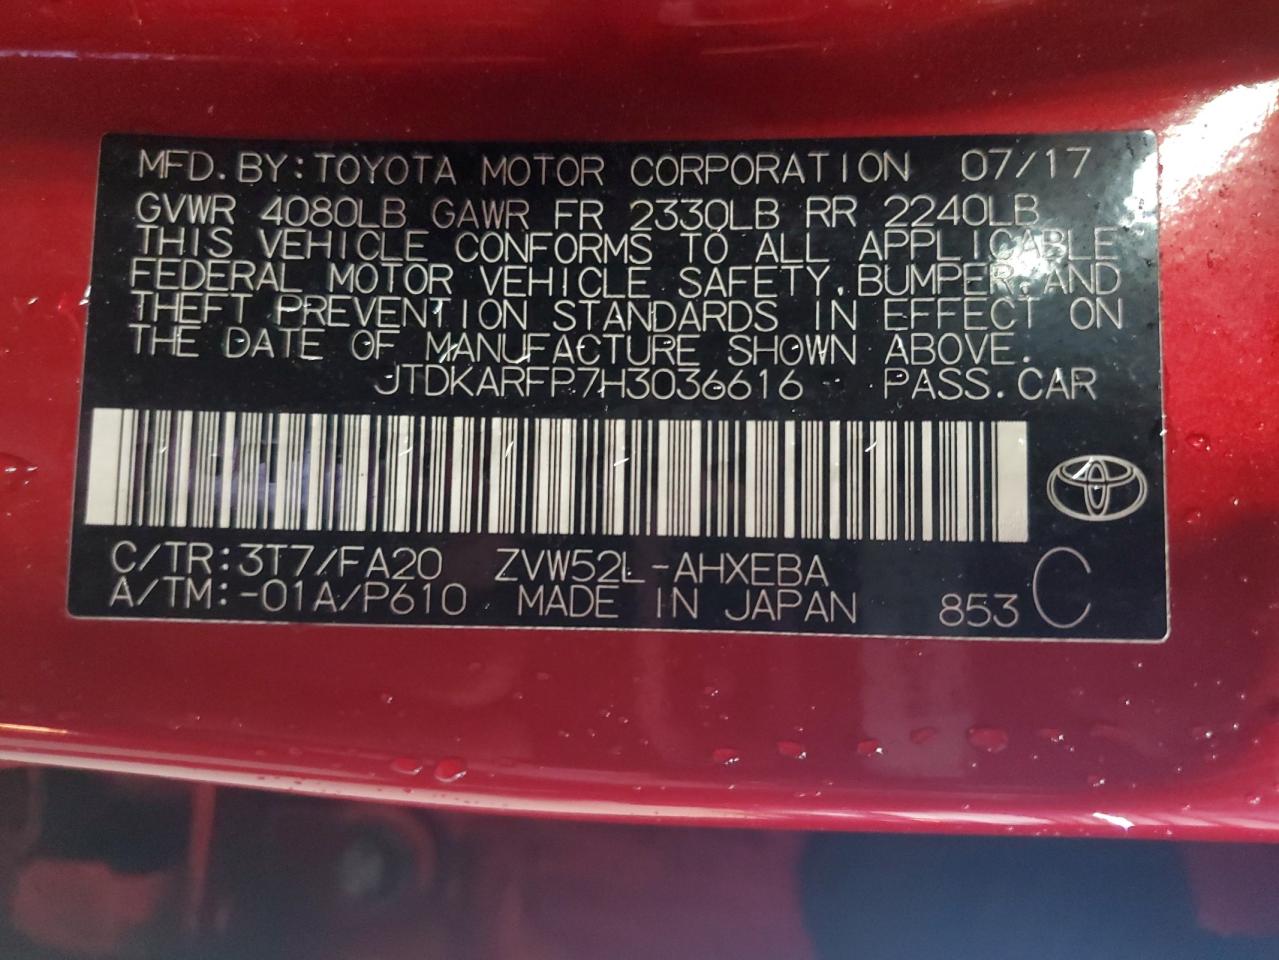 MFD.BY:TOYOTA MOTOR CORPORATION 07/17
GVWR 4080LB GAWR FR 2330LB RR 2240LB
THIS VEHICLE CONFORMS TO ALL APPLICABLE
FEDERAL MOTOR VEHICLE SAFETY,BUMPER,AND
THEFT PREVENTION STANDARDS IN EFFECT ON
THE DATE OF MANUFACTURE SHOWN ABOVE.
JTDKARFP7H3036616 PASS.CAR
C/TR:3T7/FA20 ZVW52L-AHXEBA
A/TM:-01A/P610 MADE IN JAPAN 853 C